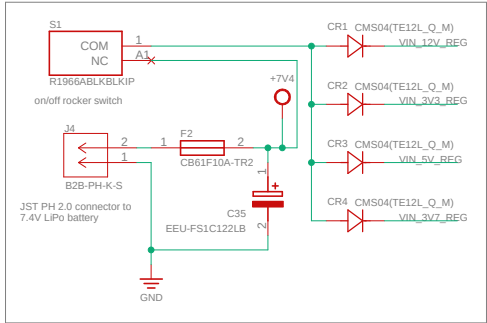 S1
COM
NC
1
A1
R1966ABLKBLKIP
on/off rocker switch
+7V4
J4
2
1
B2B-PH-K-S
JST PH 2.0 connector to
7.4V LiPo battery
F2
1
2
CB61F10A-TR2
1
+
C35
EEU-FS1C122LB
2
GND
CR1
CMS04(TE12L_Q_M)
VIN_12V_REG
CR2
CMS04(TE12L_Q_M)
VIN_3V3_REG
CR3
CMS04(TE12L_Q_M)
VIN_5V_REG
CR4
CMS04(TE12L_Q_M)
VIN_3V7_REG